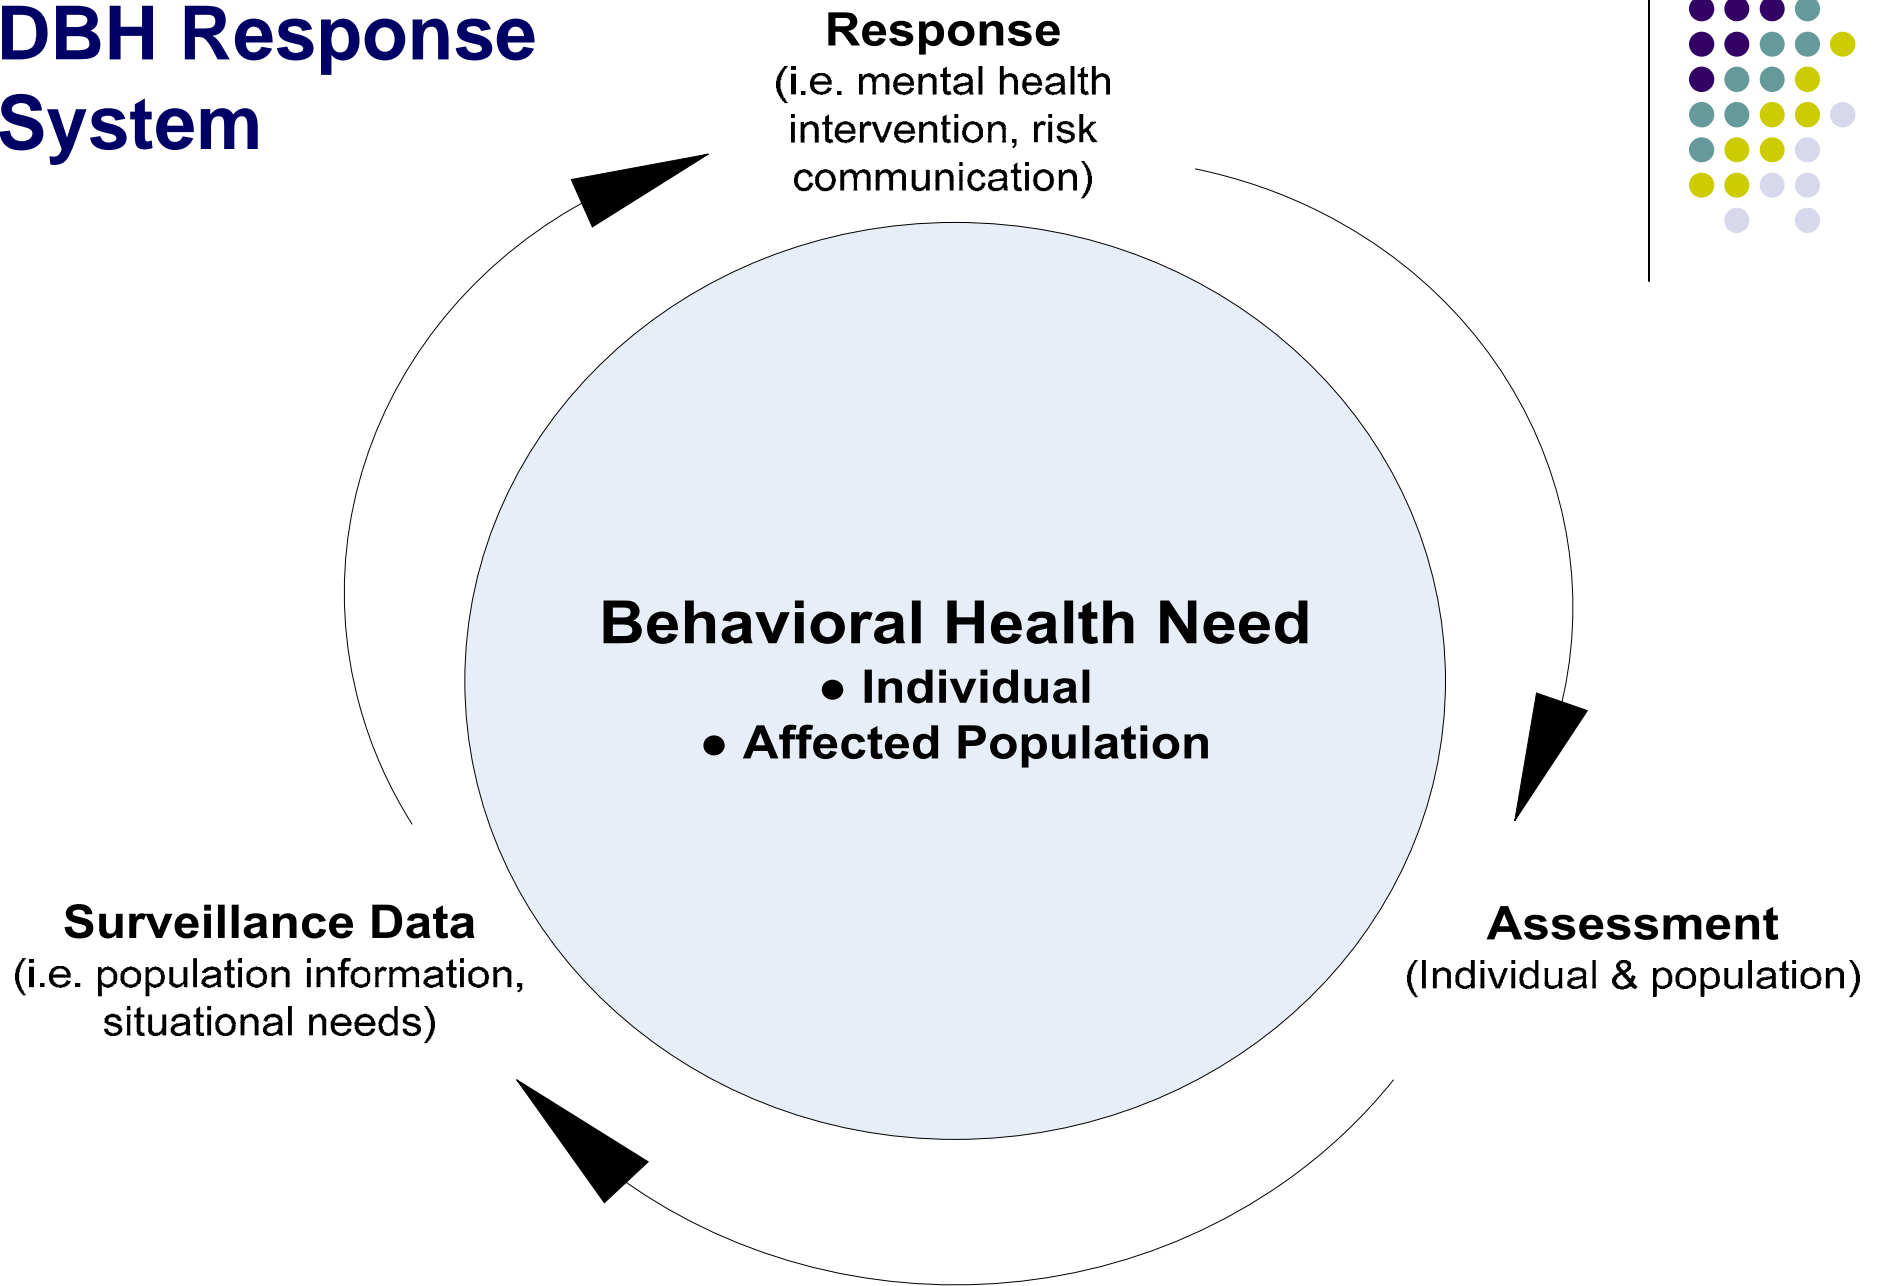 DBH Response
System
Response
(i.e. mental health
intervention, risk
communication)
Behavioral Health Need
● Individual
● Affected Population
Surveillance Data
(i.e. population information,
situational needs)
Assessment
(Individual & population)